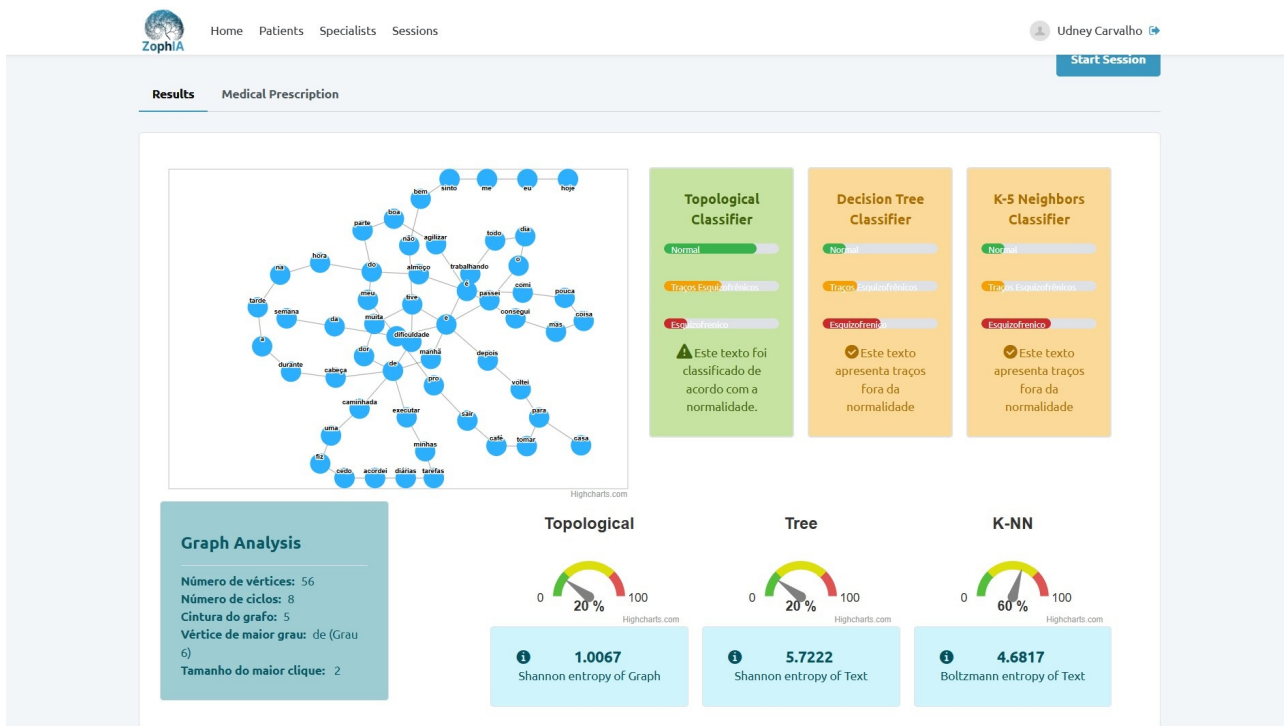 ZophIA
Home Patients Specialists Sessions
Udney Carvalho
Start Session
Results Medical Prescription
bem sinto me eu hoje
boa
parte não agilizar todo dia
hora
na do almoço trabalhando o
é
meu tive passei comi pouca
tarde
semana da muita e consegui mas coisa
dificuldade
a dor manhã depois
durante cabeça de
pro voltei
caminhada executar sair para
uma
minhas café tomar casa
fiz
cedo acordei diárias tarefas
Highcharts.com
Topological
Classifier
Normal
Traços Esquizofrênicos
Esquizofrenico
Este texto foi
classificado de
acordo com a
normalidade.
Decision Tree
Classifier
Normal
Traços Esquizofrênicos
Esquizofrenico
Este texto
apresenta traços
fora da
normalidade
K-5 Neighbors
Classifier
Normal
Traços Esquizofrênicos
Esquizofrenico
Este texto
apresenta traços
fora da
normalidade
Graph Analysis
Número de vértices: 56
Número de ciclos: 8
Cintura do grafo: 5
Vértice de maior grau: de (Grau
6)
Tamanho do maior clique: 2
Topological
0 20 % 100
Highcharts.com
1.0067
Shannon entropy of Graph
Tree
0 20 % 100
Highcharts.com
5.7222
Shannon entropy of Text
K-NN
0 60 % 100
Highcharts.com
4.6817
Boltzmann entropy of Text